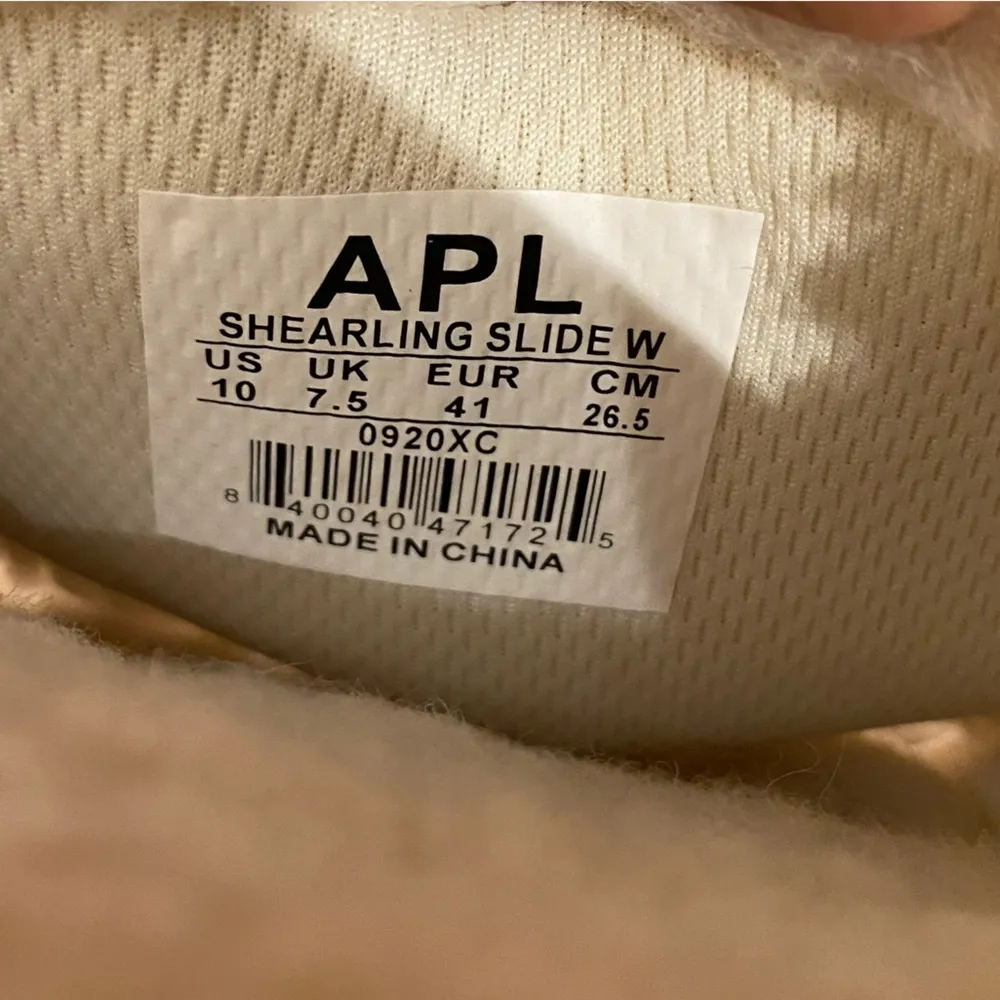 APL
SHEARLING SLIDE W
US UK EUR CM
10 7.5 41 26.5
0920XC
8 40040 47172 5
MADE IN CHINA